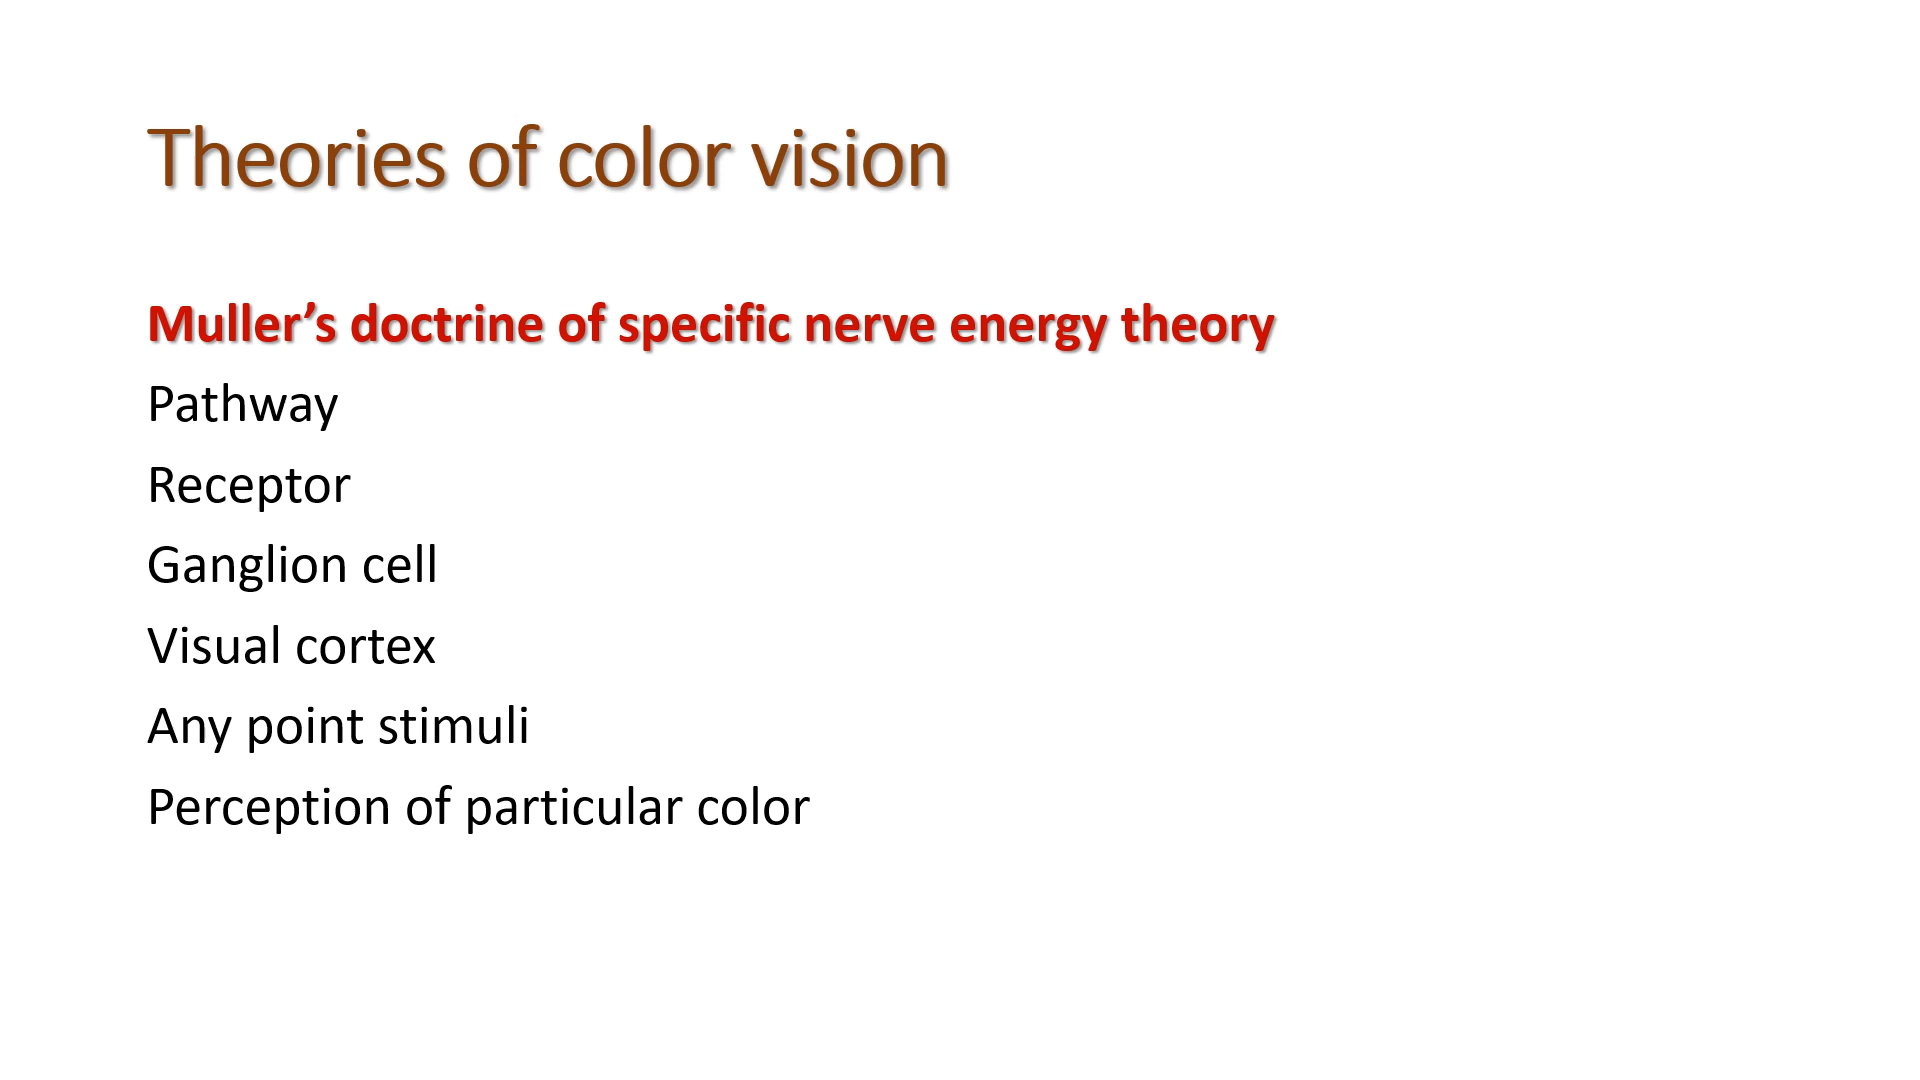 Theories of color vision
Muller’s doctrine of specific nerve energy theory
Pathway
Receptor
Ganglion cell
Visual cortex
Any point stimuli
Perception of particular color